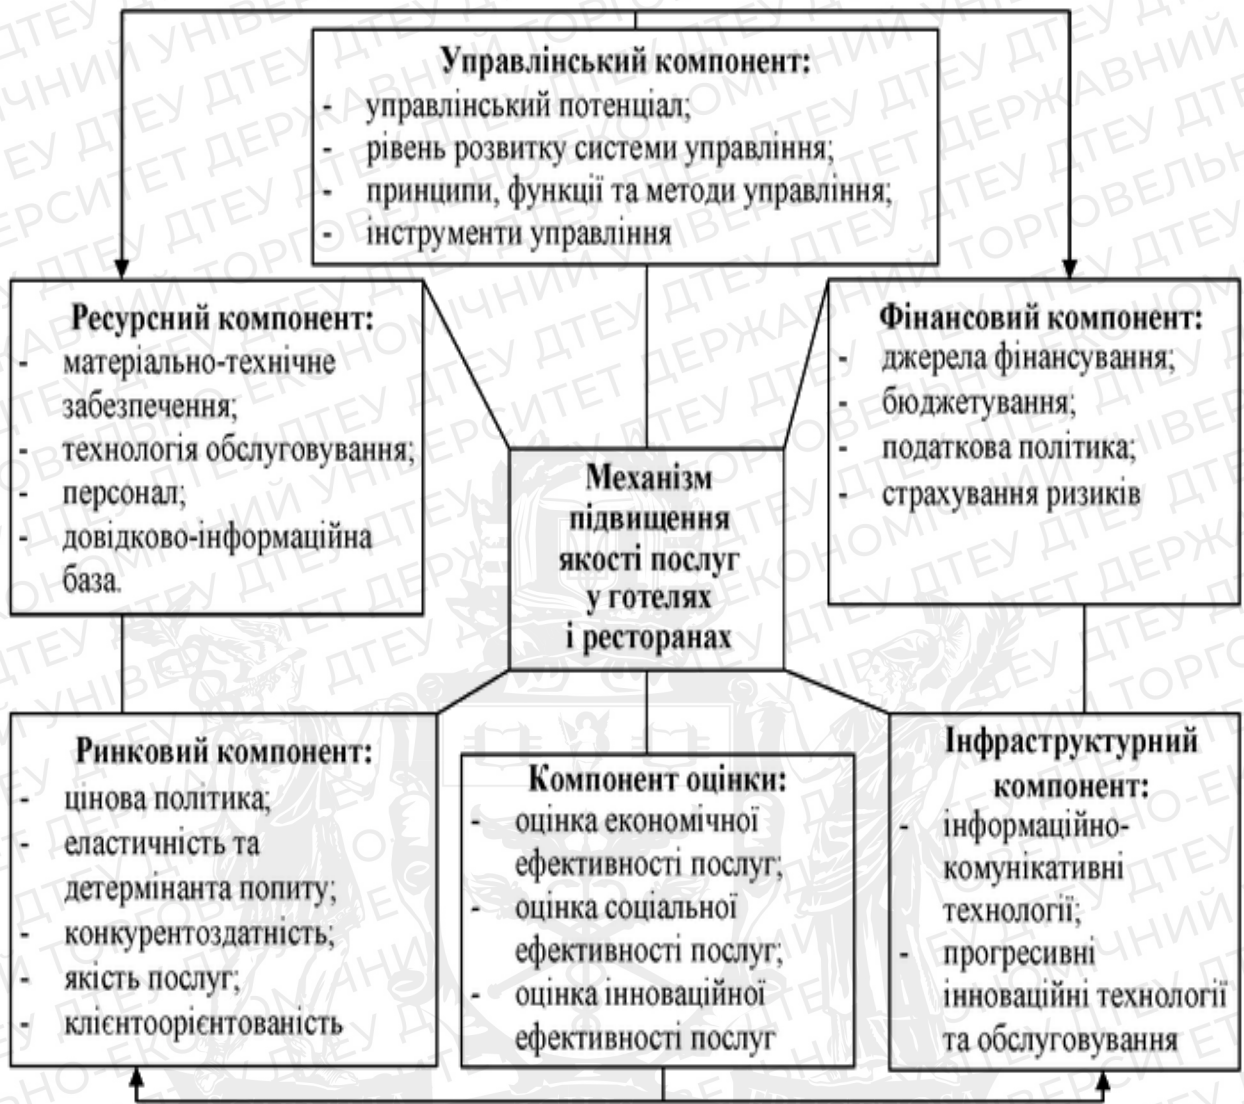 Управлінський компонент:
- управлінський потенціал;
- рівень розвитку системи управління;
- принципи, функції та методи управління;
- інструменти управління
Ресурсний компонент:
- матеріально-технічне
забезпечення;
- технологія обслуговування;
- персонал;
- довідково-інформаційна
база.
Фінансовий компонент:
- джерела фінансування;
- бюджетування;
- податкова політика;
- страхування ризиків
Механізм
підвищення
якості послуг
у готелях
і ресторанах
Ринковий компонент:
- цінова політика;
- еластичність та
детермінанта попиту;
- конкурентоздатність;
- якість послуг;
- клієнтоорієнтованість
Компонент оцінки:
- оцінка економічної
ефективності послуг;
- оцінка соціальної
ефективності послуг;
- оцінка інноваційної
ефективності послуг
Інфраструктурний
компонент:
- інформаційно-
комунікативні
технології;
- прогресивні
інноваційні технології
та обслуговування